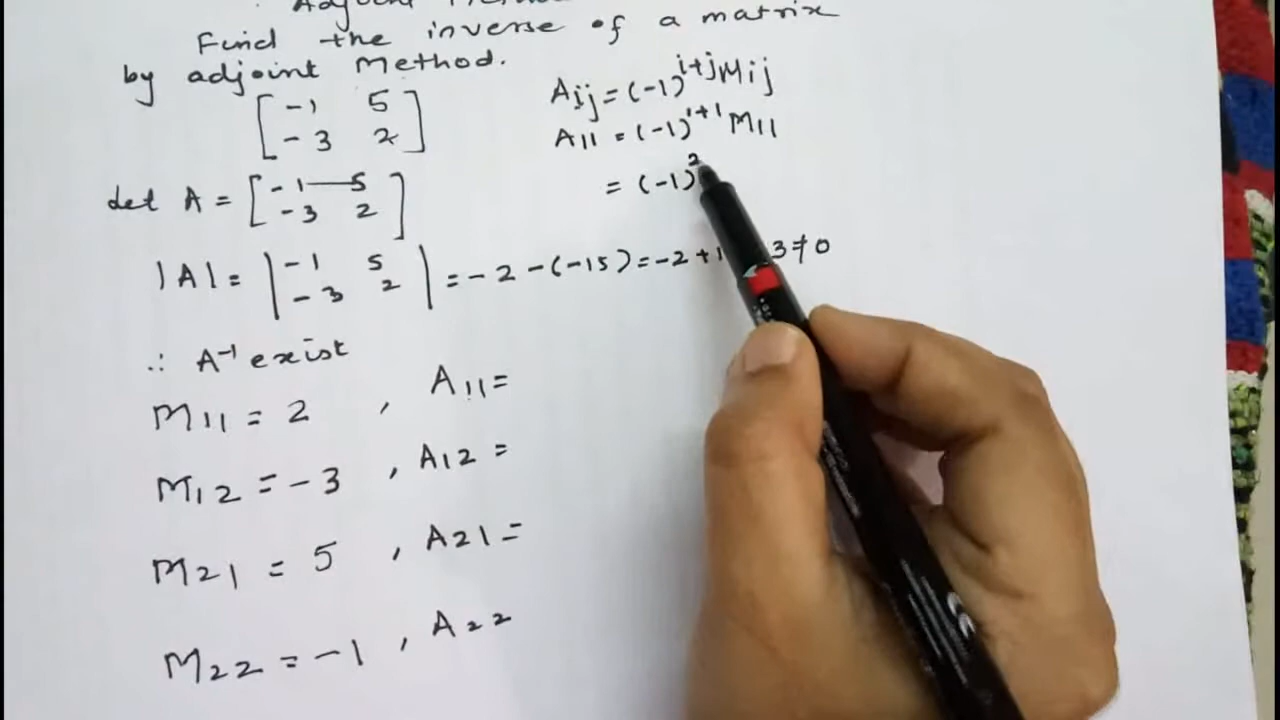 Adjoint
Find the inverse of a matrix
by adjoint Method.
[-1 5
-3 2]
Aij = (-1)^i+j Mij
A11 = (-1)^1+1 M11
= (-1)^2
det A = [-1 5
-3 2]
|A| = |-1 5
-3 2| = -2 -(-15) = -2 + 1 3 ≠ 0
∴ A^-1 exist
M11 = 2 , A11 =
M12 = -3 , A12 =
M21 = 5 , A21 =
M22 = -1 , A22